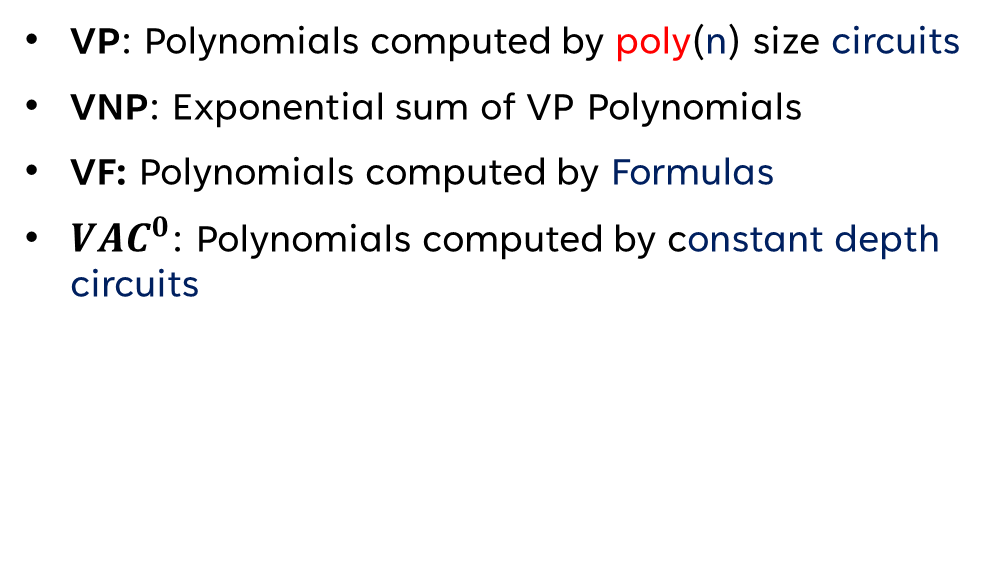 • VP: Polynomials computed by poly(n) size circuits
• VNP: Exponential sum of VP Polynomials
• VF: Polynomials computed by Formulas
• VAC⁰: Polynomials computed by constant depth
circuits